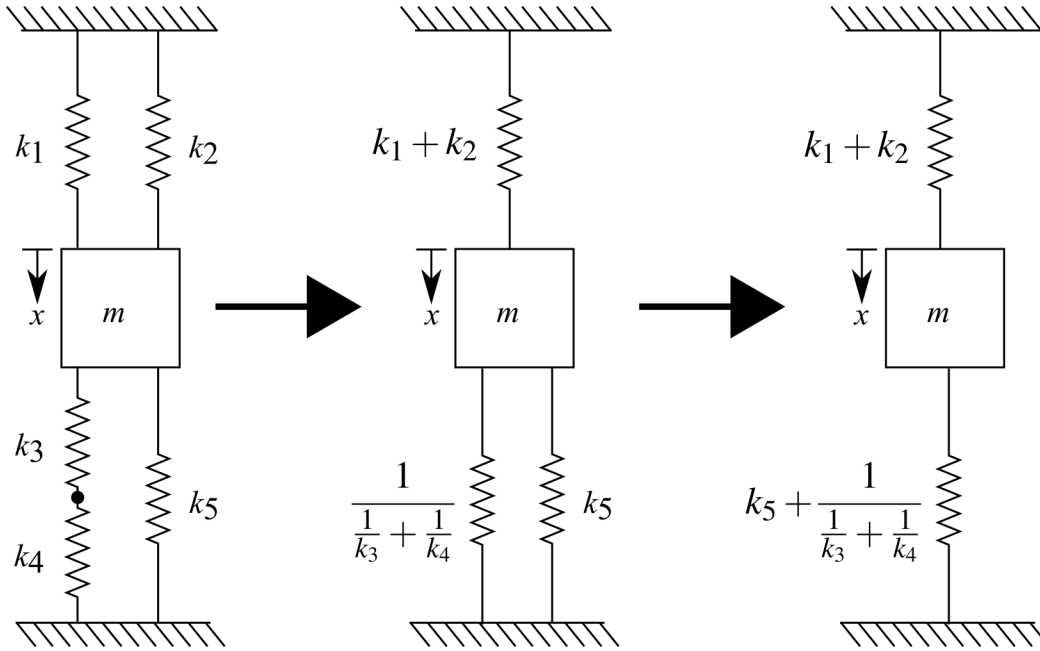 k₁ k₂
x m
k₃
k₄ k₅
k₁ + k₂
x m
1/(1/k₃ + 1/k₄) k₅
k₁ + k₂
x m
k₅ + 1/(1/k₃ + 1/k₄)